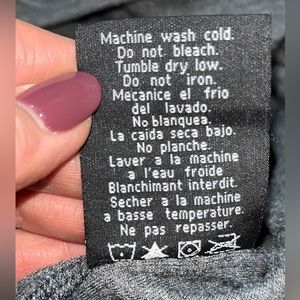 Machine wash cold.
Do not bleach.
Tumble dry low.
Do not iron.
Mecanice el frio
del lavado.
No blanquea.
La caida seca bajo.
No planche.
Laver a la machine
a l'eau froide
Blanchiment interdit.
Secher a la machine
a basse temperature.
Ne pas repasser.